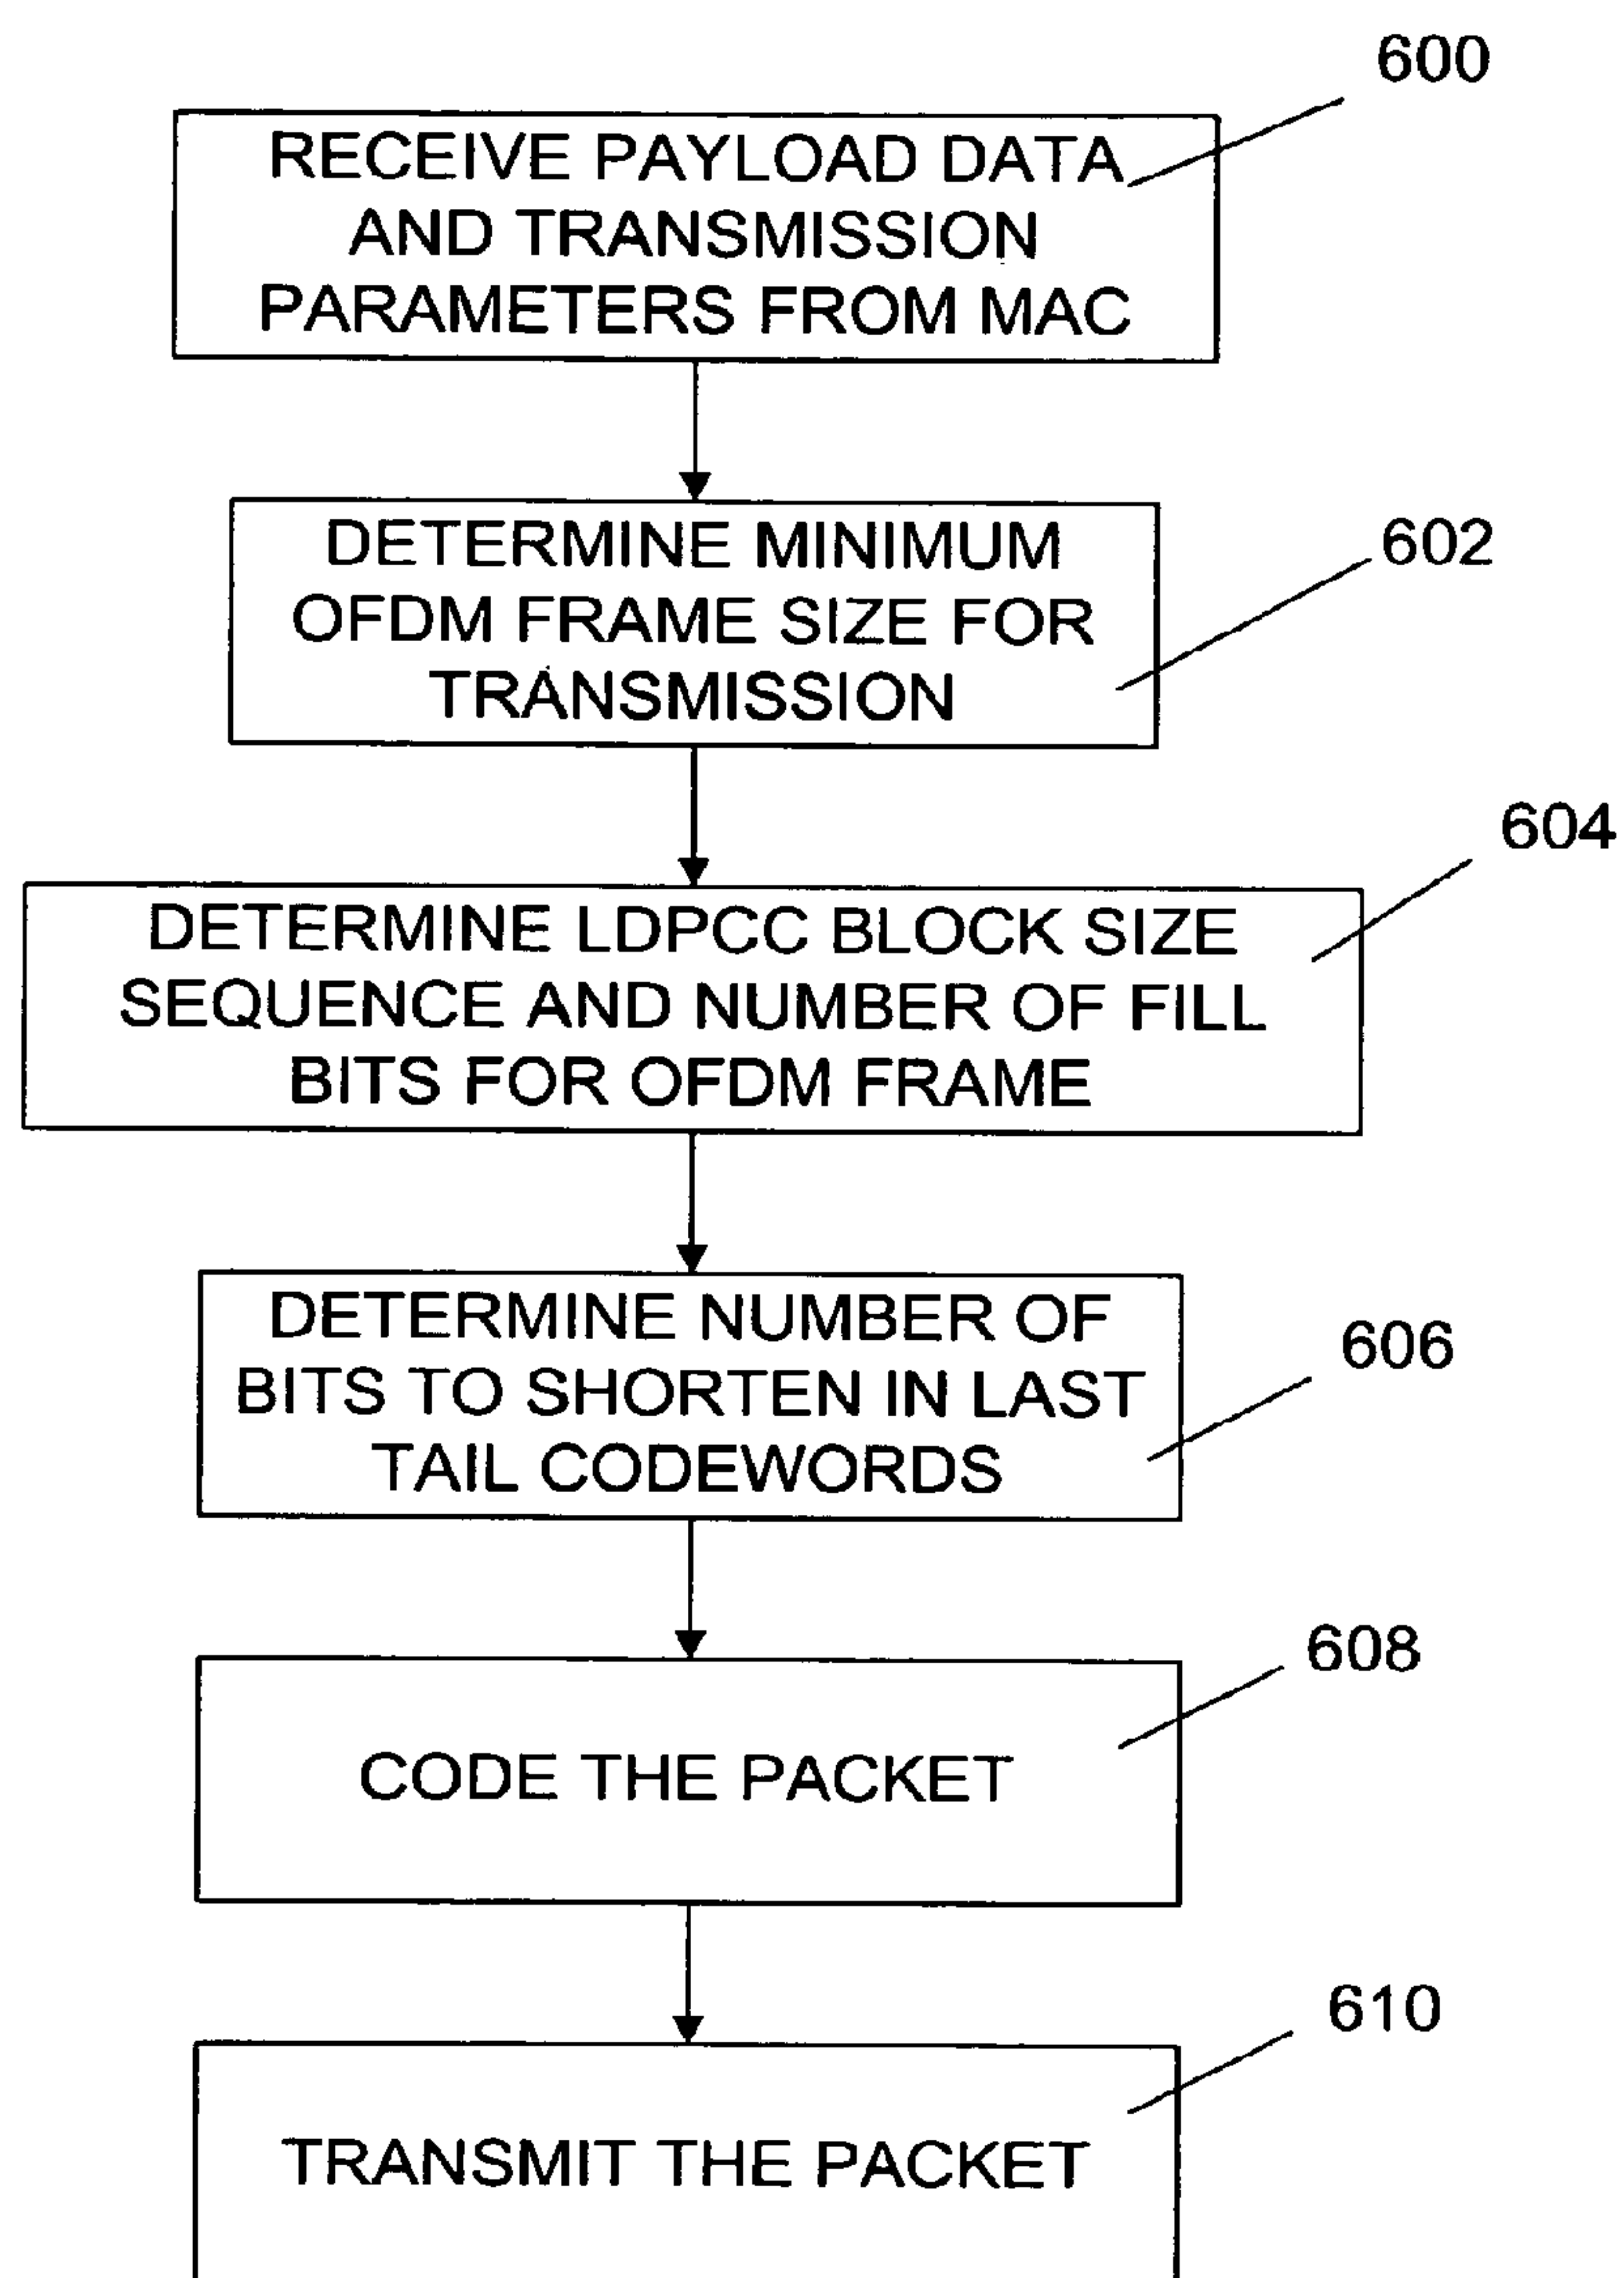 600
RECEIVE PAYLOAD DATA
AND TRANSMISSION
PARAMETERS FROM MAC
602
DETERMINE MINIMUM
OFDM FRAME SIZE FOR
TRANSMISSION
604
DETERMINE LDPCC BLOCK SIZE
SEQUENCE AND NUMBER OF FILL
BITS FOR OFDM FRAME
606
DETERMINE NUMBER OF
BITS TO SHORTEN IN LAST
TAIL CODEWORDS
608
CODE THE PACKET
610
TRANSMIT THE PACKET